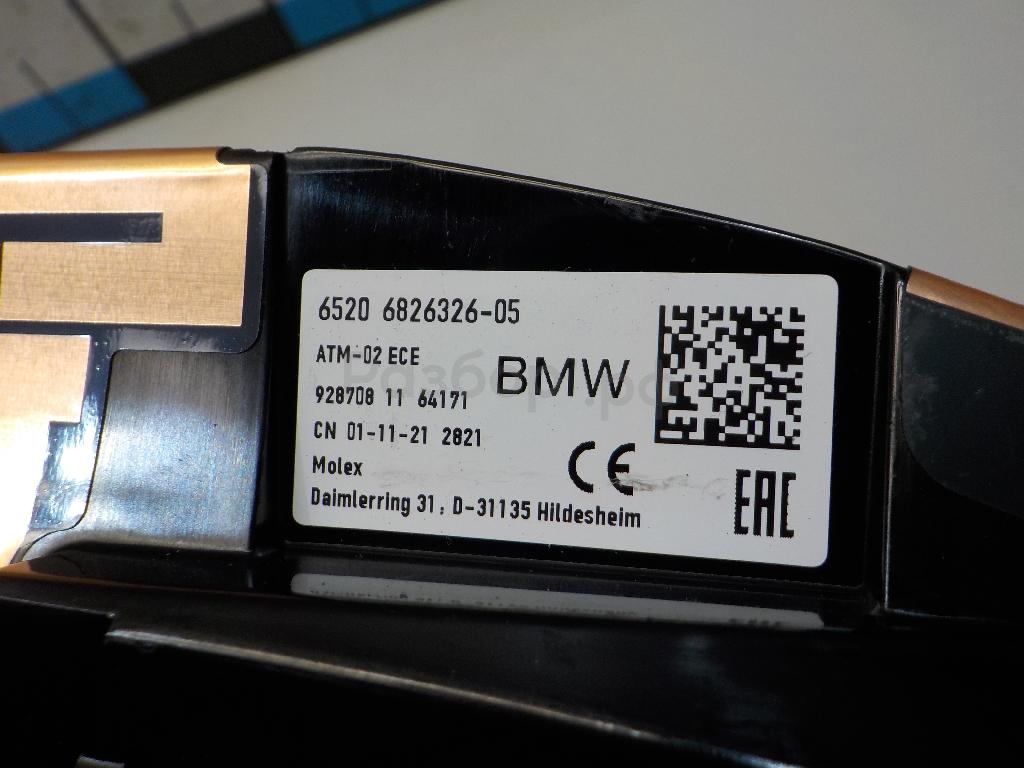 6520 6826326-05
ATM-02 ECE
BMW
928708 11 64171
CN 01-11-21 2821
CE
Molex
EAC
Daimlerring 31, D-31135 Hildesheim